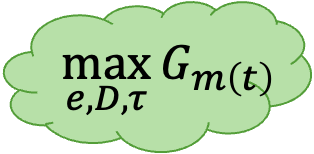 max G_{m(t)}
e,D,τ